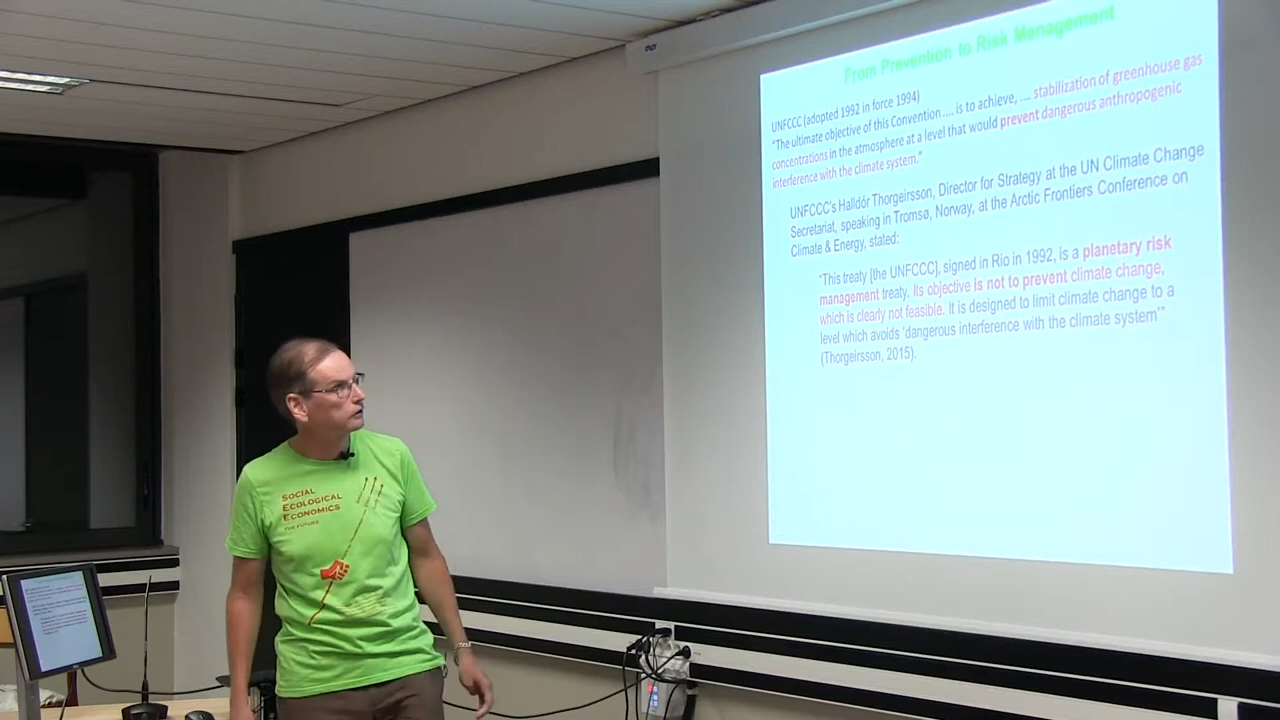 From Prevention to Risk Management
UNFCCC (adopted 1992 in force 1994)
"The ultimate objective of this Convention .... is to achieve, .... stabilization of greenhouse gas
concentrations in the atmosphere at a level that would prevent dangerous anthropogenic
interference with the climate system."
UNFCCC's Halldór Thorgeirsson, Director for Strategy at the UN Climate Change
Secretariat, speaking in Tromsø, Norway, at the Arctic Frontiers Conference on
Climate & Energy, stated:
"This treaty [the UNFCCC], signed in Rio in 1992, is a planetary risk
management treaty. Its objective is not to prevent climate change,
which is clearly not feasible. It is designed to limit climate change to a
level which avoids 'dangerous interference with the climate system'"
(Thorgeirsson, 2015).
SOCIAL
ECOLOGICAL
ECONOMICS
THE FUTURE